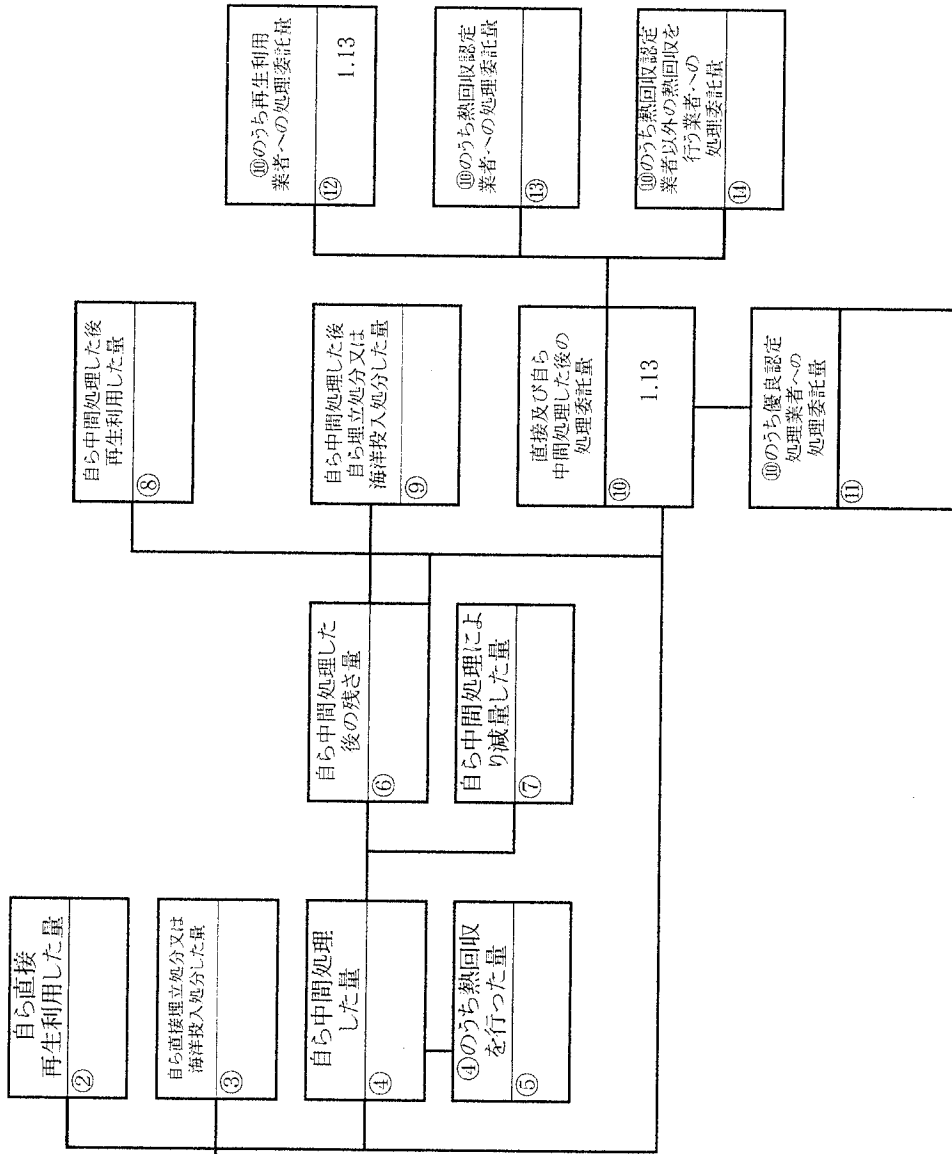 自ら直接
再生利用した量
②
自ら直接埋立処分又は
海洋投入処分した量
③
自ら中間処理
した量
④
④のうち熱回収
を行った量
⑤
自ら中間処理した
後の残さ量
⑥
自ら中間処理によ
り減量した量
⑦
自ら中間処理した後
再生利用した量
⑧
自ら中間処理した後
自ら埋立処分又は
海洋投入処分した量
⑨
直接及び自ら
中間処理した後の
処理委託量
⑩
1.13
⑩のうち優良認定
処理業者への
処理委託量
⑪
⑩のうち再生利用
業者への処理委託量
⑫
1.13
⑩のうち熱回収認定
業者への処理委託量
⑬
⑩のうち熱回収認定
業者以外の熱回収を
行う業者への
処理委託量
⑭